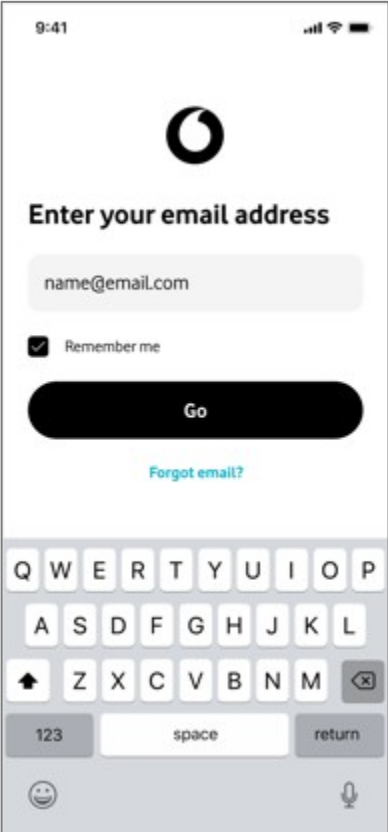 9:41
Enter your email address
name@email.com
Remember me
Go
Forgot email?
Q W E R T Y U I O P
A S D F G H J K L
Z X C V B N M
123 space return